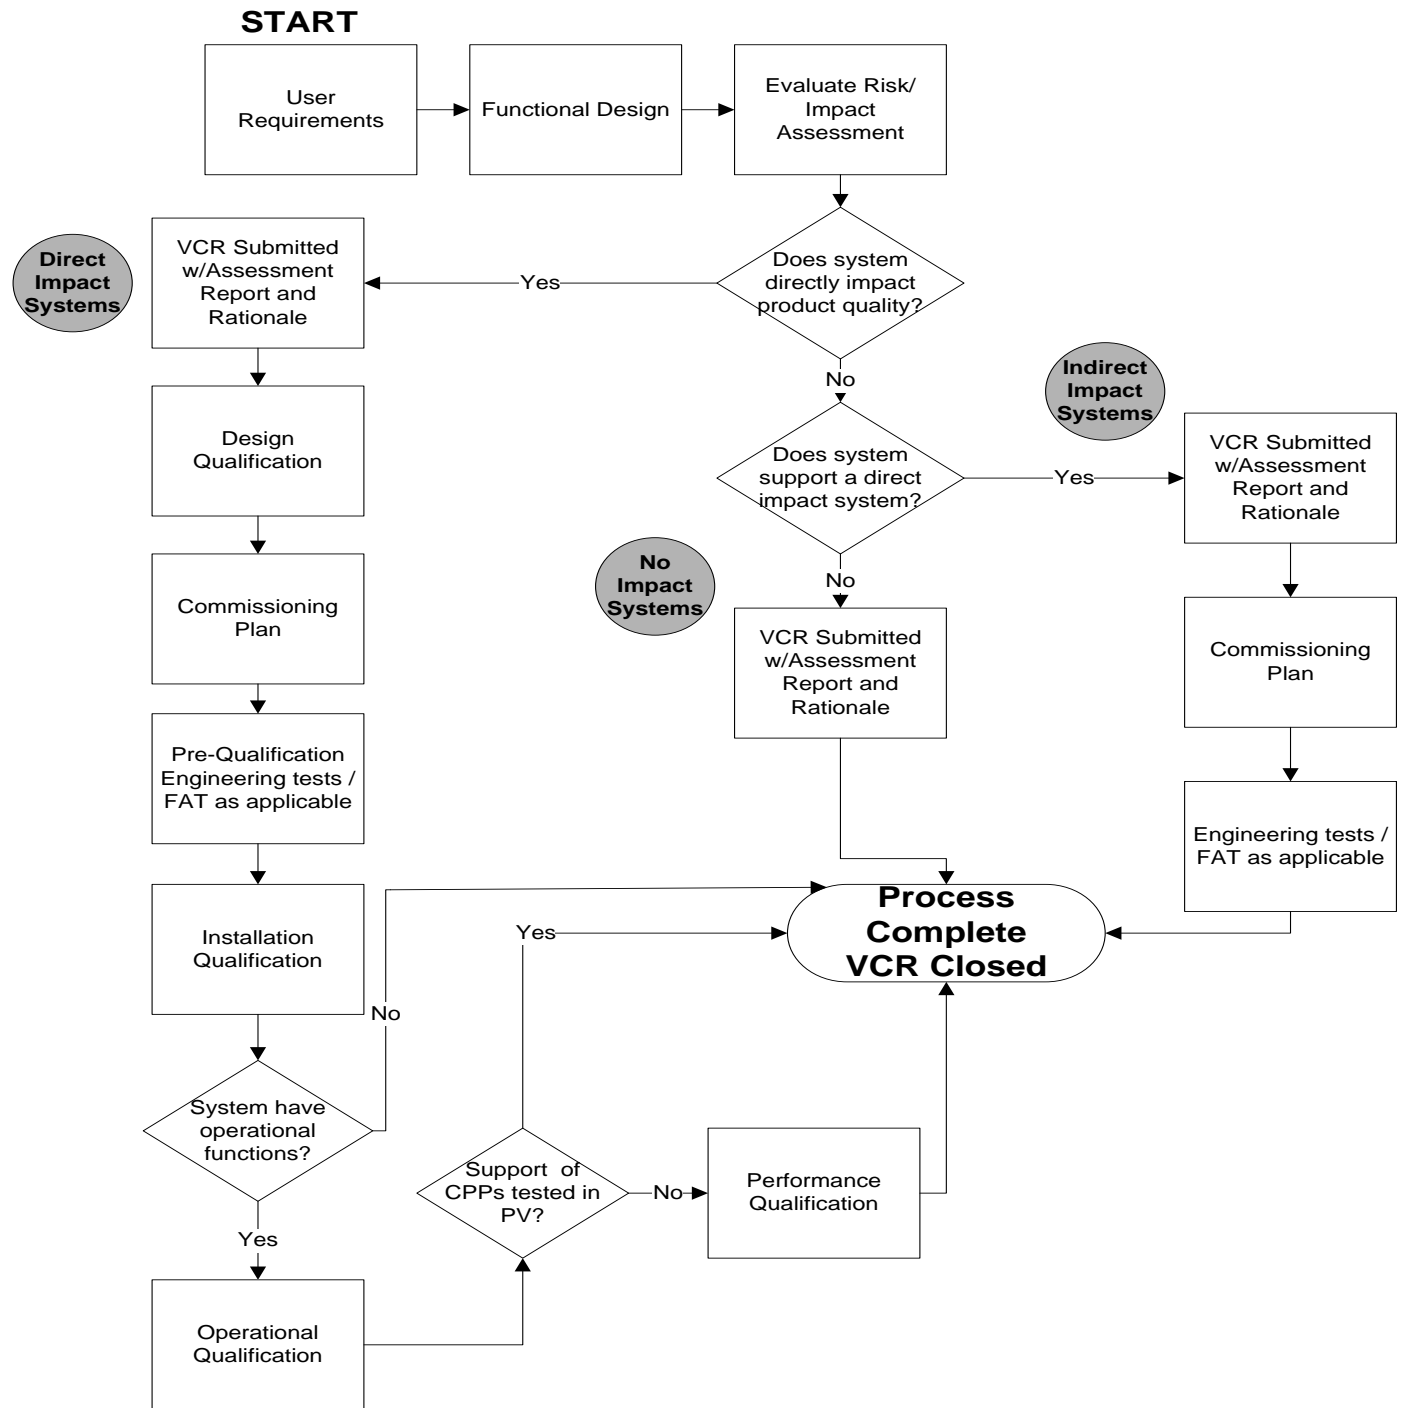 START
User
Requirements
Functional Design
Evaluate Risk/
Impact
Assessment
Direct
Impact
Systems
VCR Submitted
w/Assessment
Report and
Rationale
Yes
Does system
directly impact
product quality?
No
Indirect
Impact
Systems
Design
Qualification
Does system
support a direct
impact system?
Yes
VCR Submitted
w/Assessment
Report and
Rationale
No
Impact
Systems
No
Commissioning
Plan
VCR Submitted
w/Assessment
Report and
Rationale
Commissioning
Plan
Pre-Qualification
Engineering tests /
FAT as applicable
Engineering tests /
FAT as applicable
Installation
Qualification
Yes
Process
Complete
VCR Closed
No
System have
operational
functions?
Support of
CPPs tested in
PV?
No
Performance
Qualification
Yes
Operational
Qualification